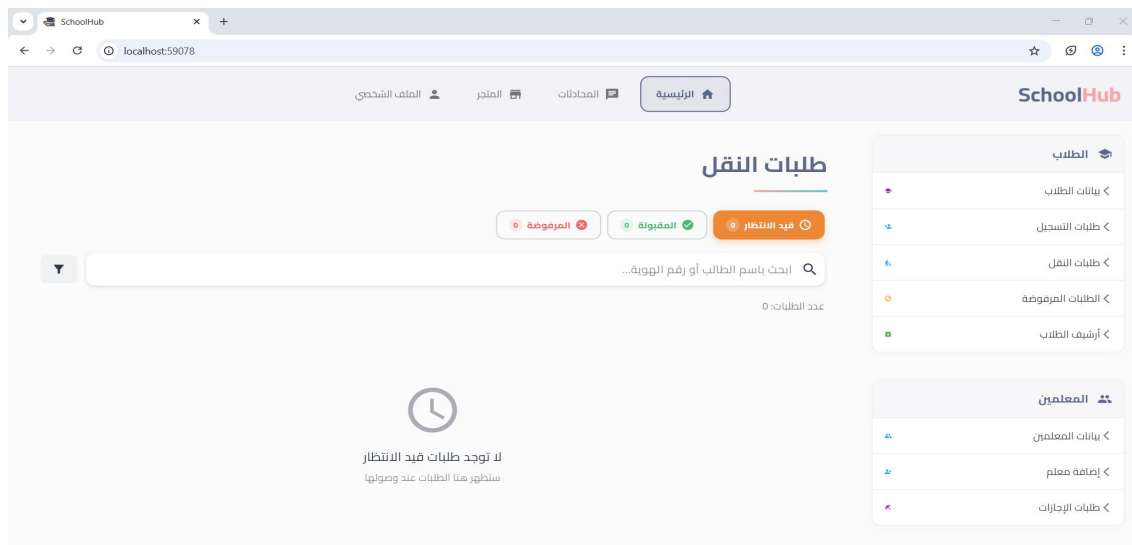 SchoolHub
localhost:59078
SchoolHub
الرئيسية
المحادثات
المتجر
الملف الشخصي
الطلاب
بيانات الطلاب
طلبات التسجيل
طلبات النقل
الطلبات المرفوضة
أرشيف الطلاب
المعلمين
بيانات المعلمين
إضافة معلم
طلبات الإجازات
طلبات النقل
قيد الانتظار 0
المقبولة 0
المرفوضة 0
ابحث باسم الطالب أو رقم الهوية...
عدد الطلبات: 0
لا توجد طلبات قيد الانتظار
ستظهر هنا الطلبات عند وصولها